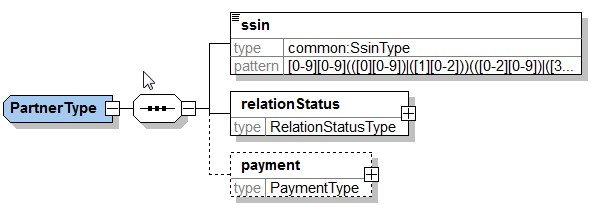 ssin
type common:SsinType
pattern [0-9][0-9](([0][0-9])|([1][0-2]))(([0-2][0-9])|([3...
PartnerType
relationStatus
type RelationStatusType
payment
type PaymentType